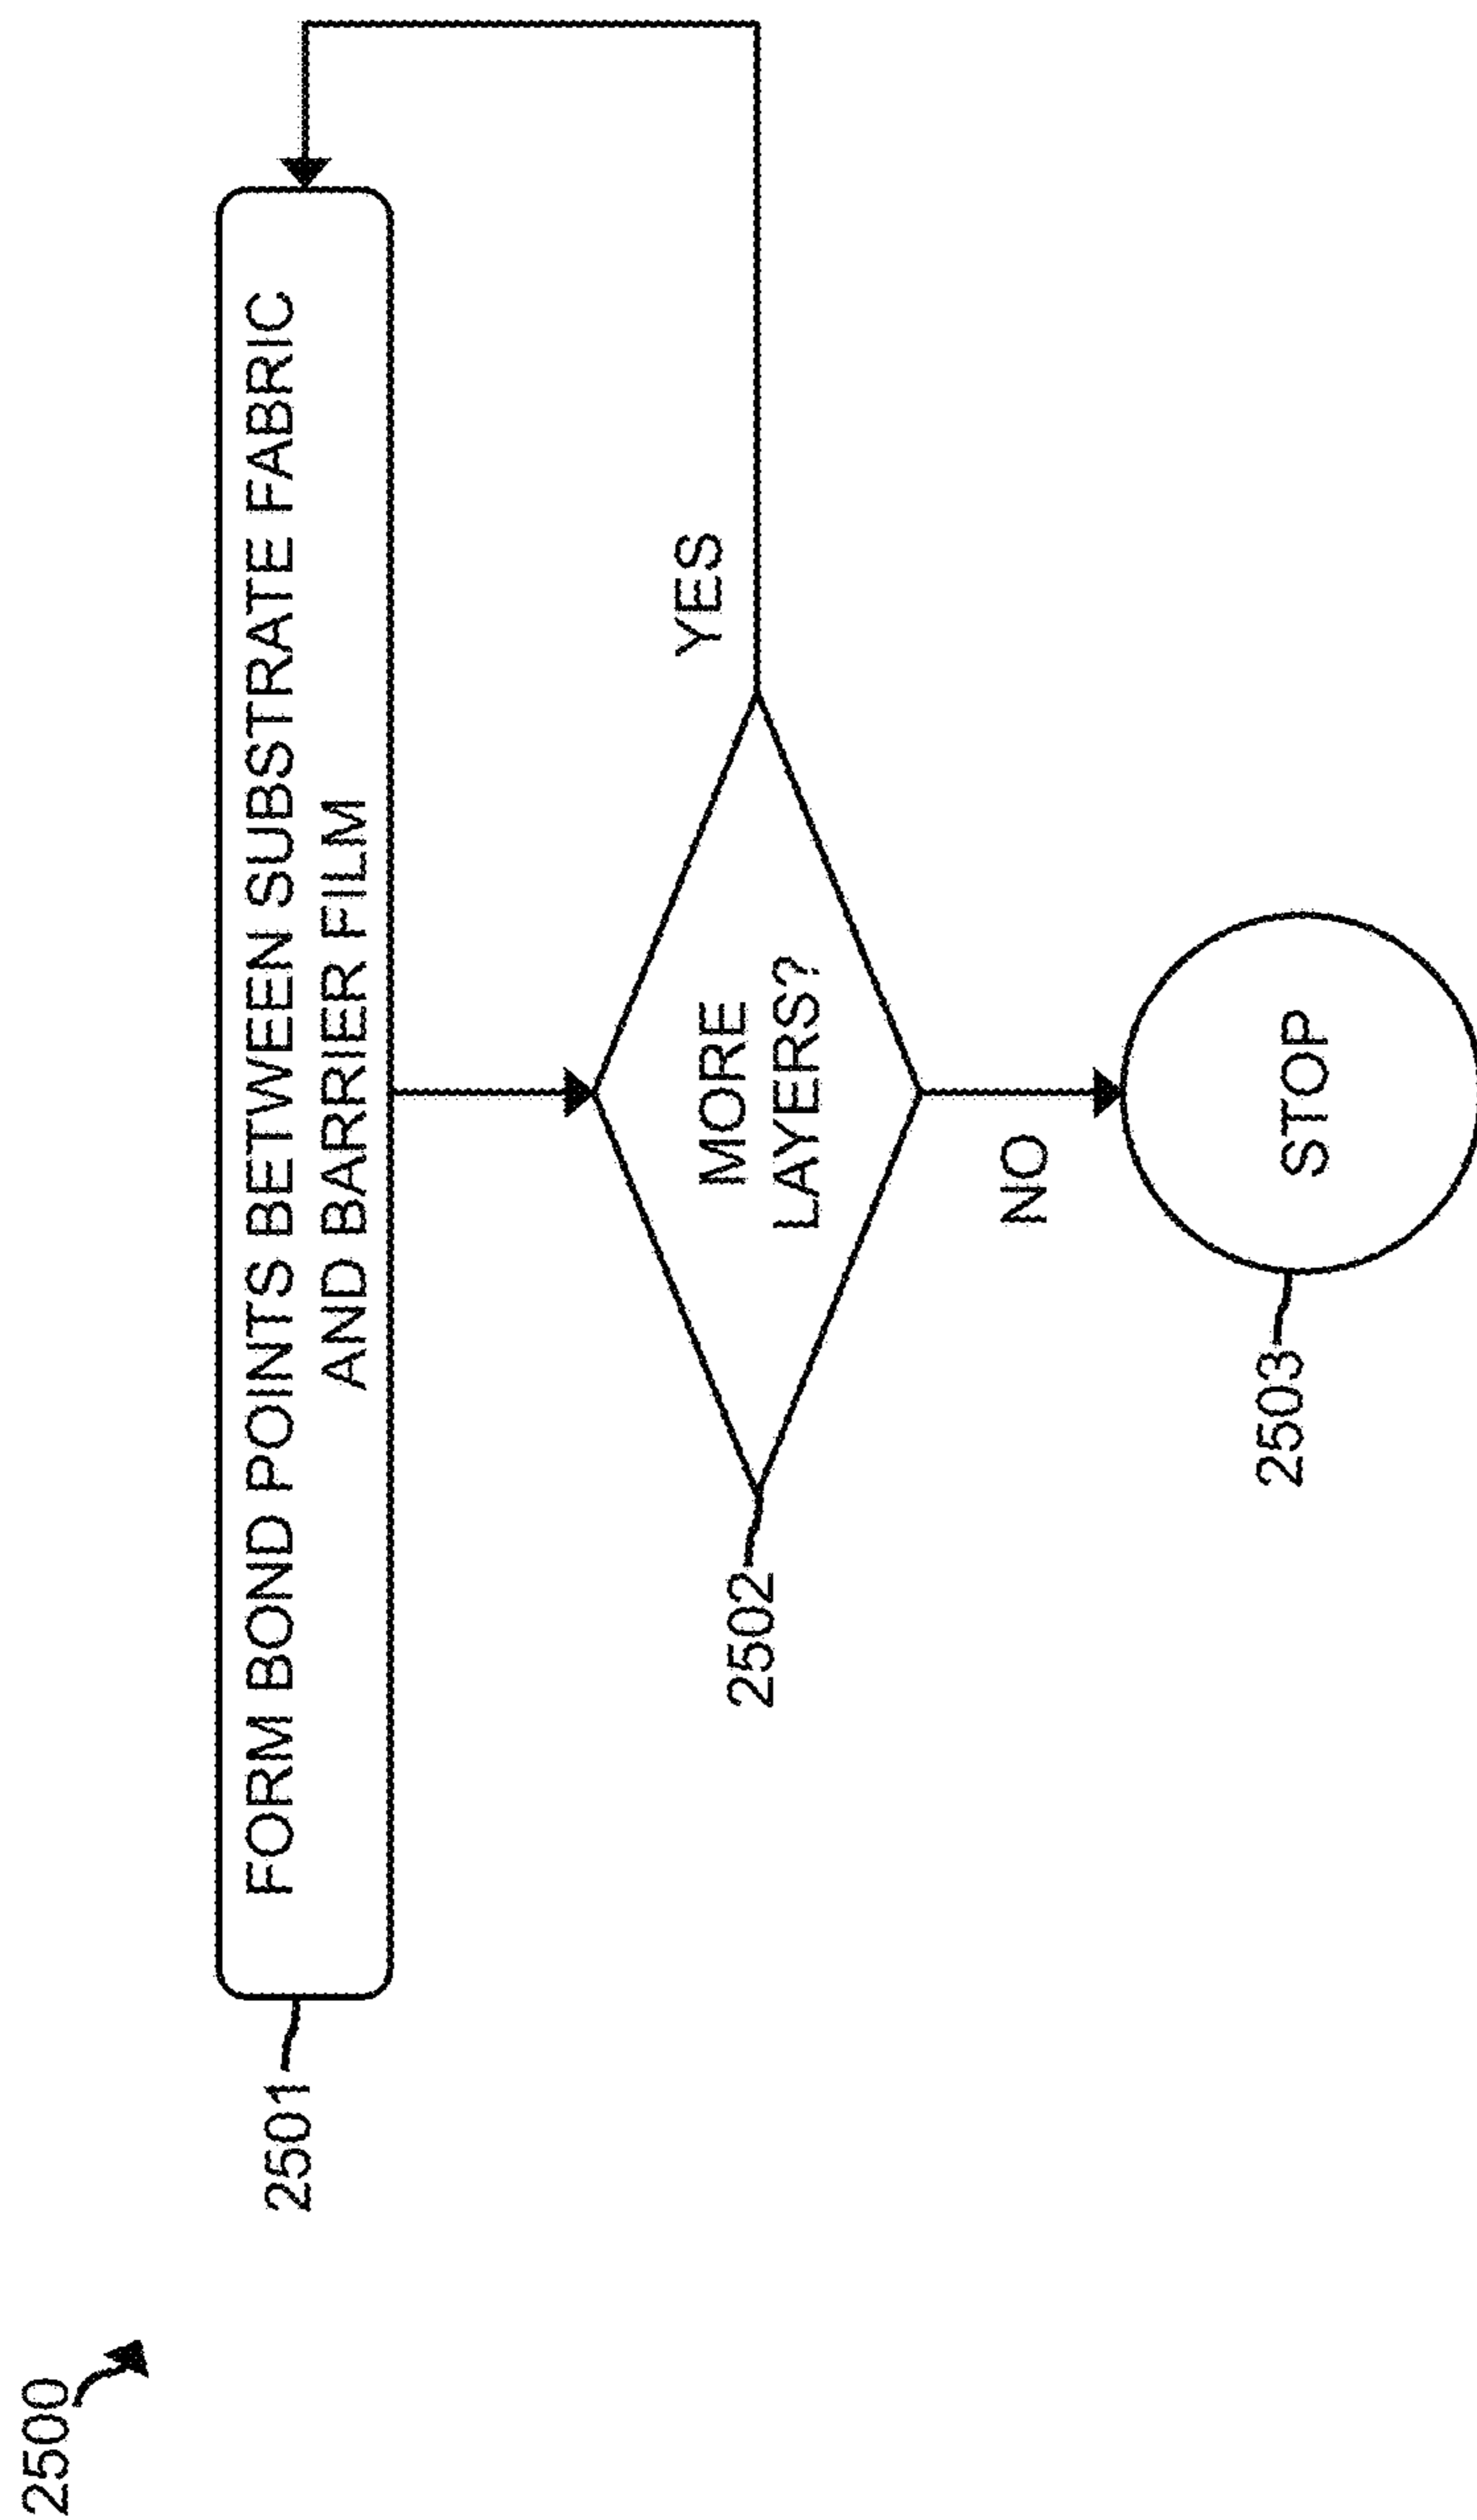 2500
2501
FORM BOND POINTS BETWEEN SUBSTRATE FABRIC
AND BARRIER FILM
2502
MORE
LAYERS?
YES
NO
2503
STOP